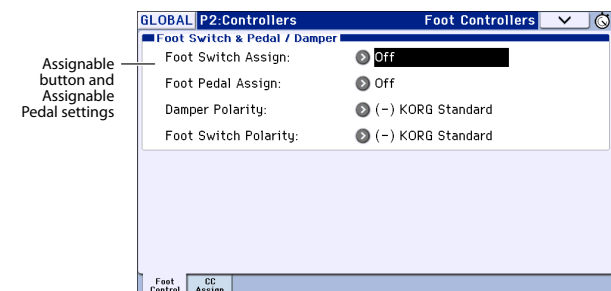 GLOBAL P2:Controllers Foot Controllers
Foot Switch & Pedal / Damper
Assignable
button and
Assignable
Pedal settings
Foot Switch Assign: Off
Foot Pedal Assign: Off
Damper Polarity: (-) KORG Standard
Foot Switch Polarity: (-) KORG Standard
Foot
Control
CC
Assign